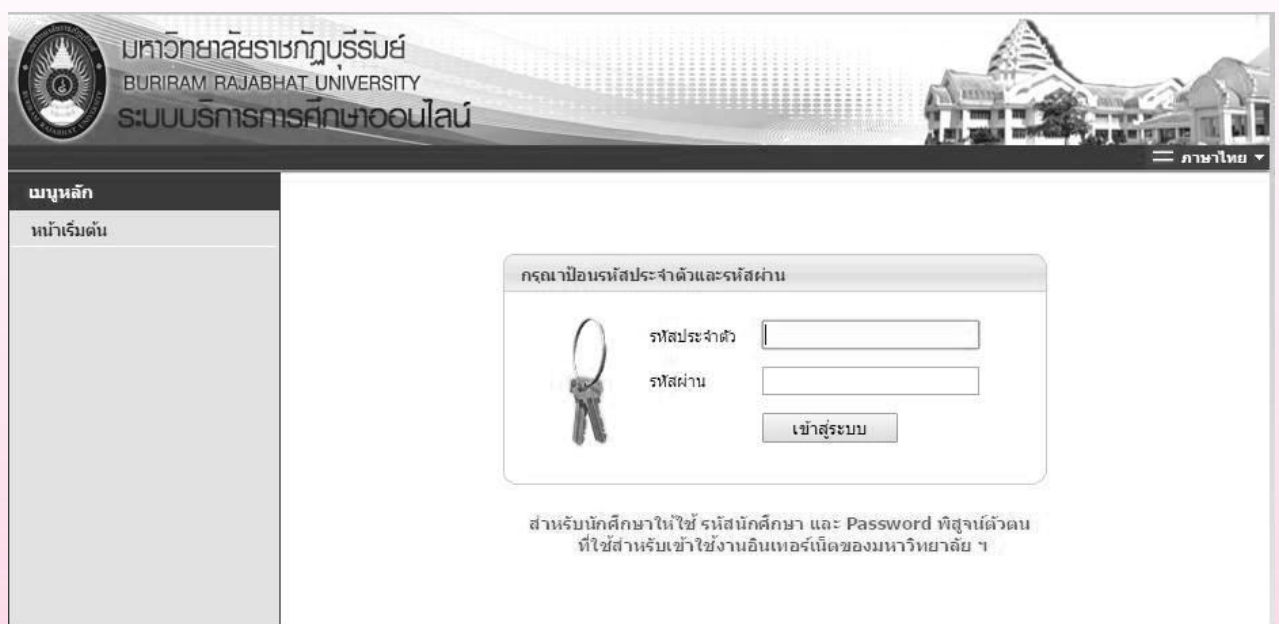 มหาวิทยาลัยราชภัฏบุรีรัมย์
BURIRAM RAJABHAT UNIVERSITY
ระบบบริการการศึกษาออนไลน์
ภาษาไทย
เมนูหลัก
หน้าเริ่มต้น
กรุณาป้อนรหัสประจำตัวและรหัสผ่าน
รหัสประจำตัว
รหัสผ่าน
เข้าสู่ระบบ
สำหรับนักศึกษาให้ใช้ รหัสนักศึกษา และ Password พิสูจน์ตัวตน
ที่ใช้สำหรับเข้าใช้งานอินเทอร์เน็ตของมหาวิทยาลัย ฯ